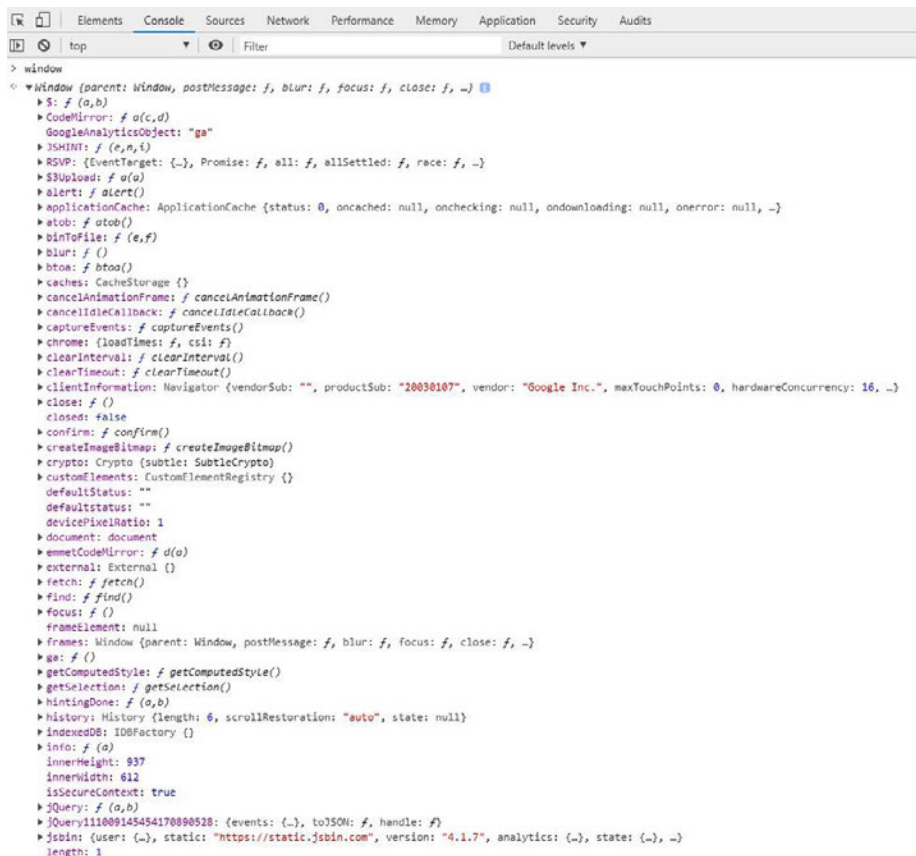 Elements Console Sources Network Performance Memory Application Security Audits
top ▼ Filter Default levels ▼
> window
▼Window {parent: Window, postMessage: ƒ, blur: ƒ, focus: ƒ, close: ƒ, …}
▶$: ƒ (a,b)
▶CodeMirror: ƒ a(c,d)
GoogleAnalyticsObject: "ga"
▶JSHINT: ƒ (e,n,i)
▶RSVP: {EventTarget: {…}, Promise: ƒ, all: ƒ, allSettled: ƒ, race: ƒ, …}
▶S3Upload: ƒ a(a)
▶alert: ƒ alert()
▶applicationCache: ApplicationCache {status: 0, oncached: null, onchecking: null, ondownloading: null, onerror: null, …}
▶atob: ƒ atob()
▶binToFile: ƒ (e,f)
▶blur: ƒ ()
▶btoa: ƒ btoa()
▶caches: CacheStorage {}
▶cancelAnimationFrame: ƒ cancelAnimationFrame()
▶cancelIdleCallback: ƒ cancelIdleCallback()
▶captureEvents: ƒ captureEvents()
▶chrome: {loadTimes: ƒ, csi: ƒ}
▶clearInterval: ƒ clearInterval()
▶clearTimeout: ƒ clearTimeout()
▶clientInformation: Navigator {vendorSub: "", productSub: "20030107", vendor: "Google Inc.", maxTouchPoints: 0, hardwareConcurrency: 16, …}
▶close: ƒ ()
closed: false
▶confirm: ƒ confirm()
▶createImageBitmap: ƒ createImageBitmap()
▶crypto: Crypto {subtle: SubtleCrypto}
▶customElements: CustomElementRegistry {}
defaultStatus: ""
defaultstatus: ""
devicePixelRatio: 1
▶document: document
▶emmetCodeMirror: ƒ d(a)
▶external: External {}
▶fetch: ƒ fetch()
▶find: ƒ find()
▶focus: ƒ ()
frameElement: null
▶frames: Window {parent: Window, postMessage: ƒ, blur: ƒ, focus: ƒ, close: ƒ, …}
▶ga: ƒ ()
▶getComputedStyle: ƒ getComputedStyle()
▶getSelection: ƒ getSelection()
▶hintingDone: ƒ (a,b)
▶history: History {length: 6, scrollRestoration: "auto", state: null}
▶indexedDB: IDBFactory {}
▶info: ƒ (a)
innerHeight: 937
innerWidth: 612
isSecureContext: true
▶jQuery: ƒ (a,b)
▶jQuery111009145454170890528: {events: {…}, toJSON: ƒ, handle: ƒ}
▶jsbin: {user: {…}, static: "https://static.jsbin.com", version: "4.1.7", analytics: {…}, state: {…}, …}
length: 1